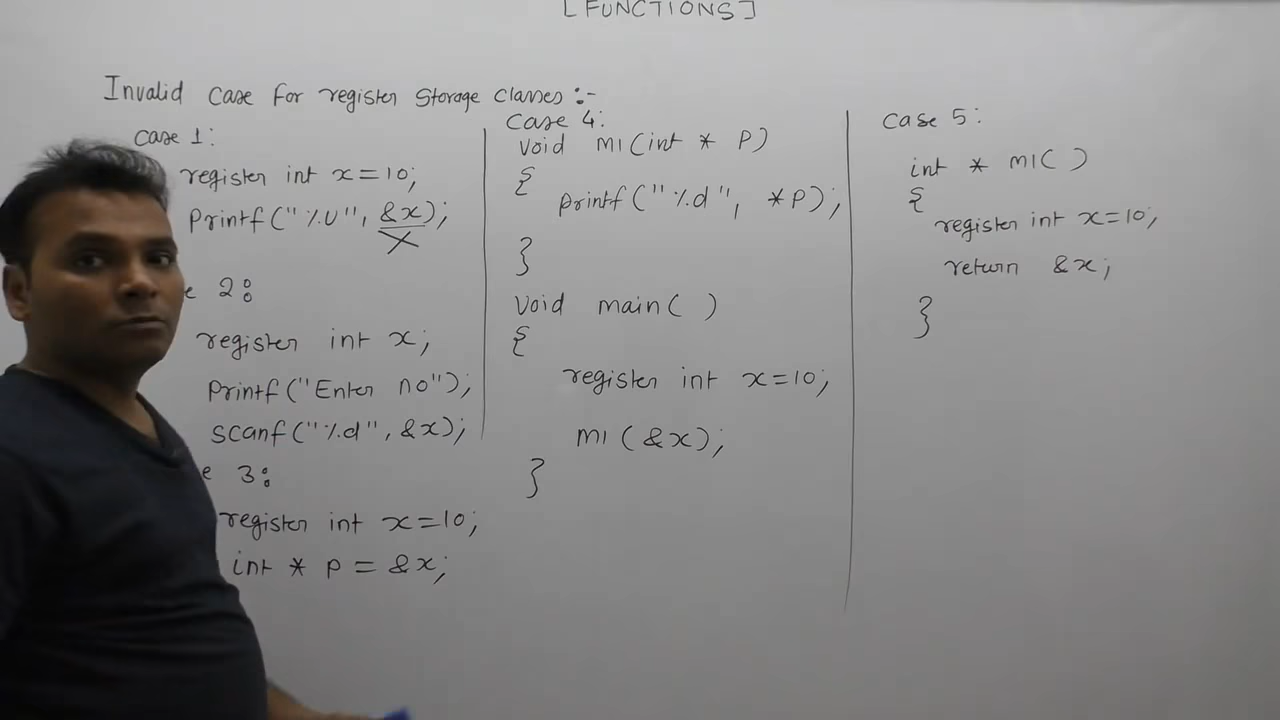 [FUNCTIONS]
Invalid case for register storage classes :-
case 1:
register int x=10;
printf("%u", &x);
X
2:
register int x;
printf("Enter no");
scanf("%d", &x);
3:
register int x=10;
int * p = &x;
case 4:
void m1(int * p)
{
printf("%d", *p);
}
void main( )
{
register int x=10;
m1(&x);
}
case 5:
int * m1( )
{
register int x=10;
return &x;
}